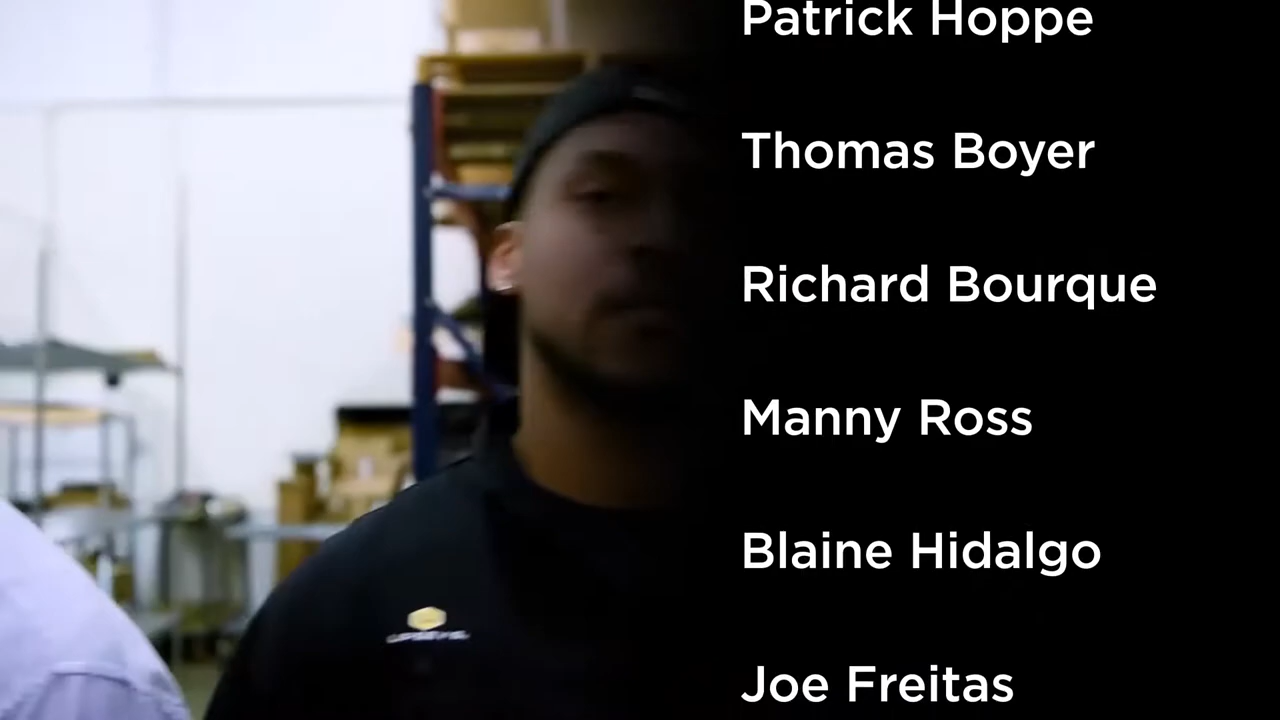 Patrick Hoppe
Thomas Boyer
Richard Bourque
Manny Ross
Blaine Hidalgo
Joe Freitas